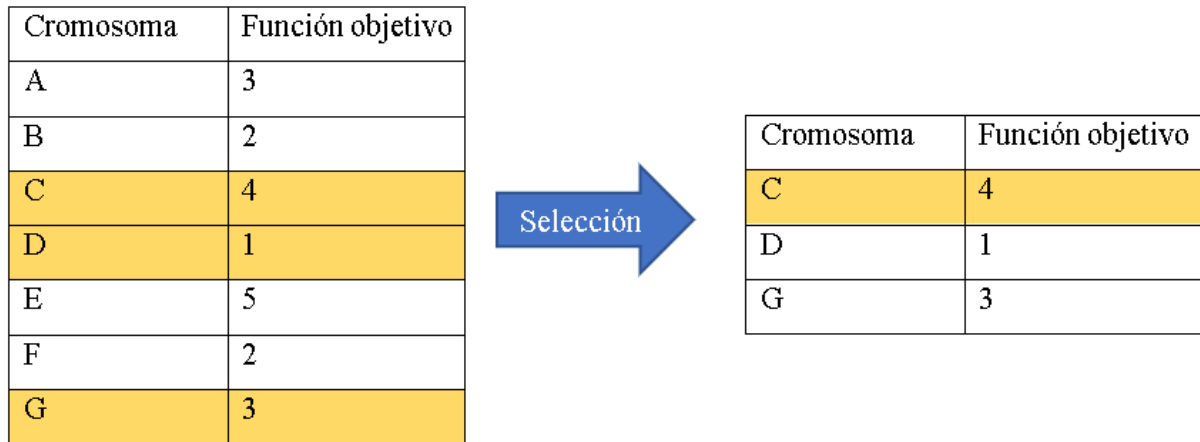 Cromosoma Función objetivo
A 3
B 2
C 4
D 1
E 5
F 2
G 3
Selección
Cromosoma Función objetivo
C 4
D 1
G 3